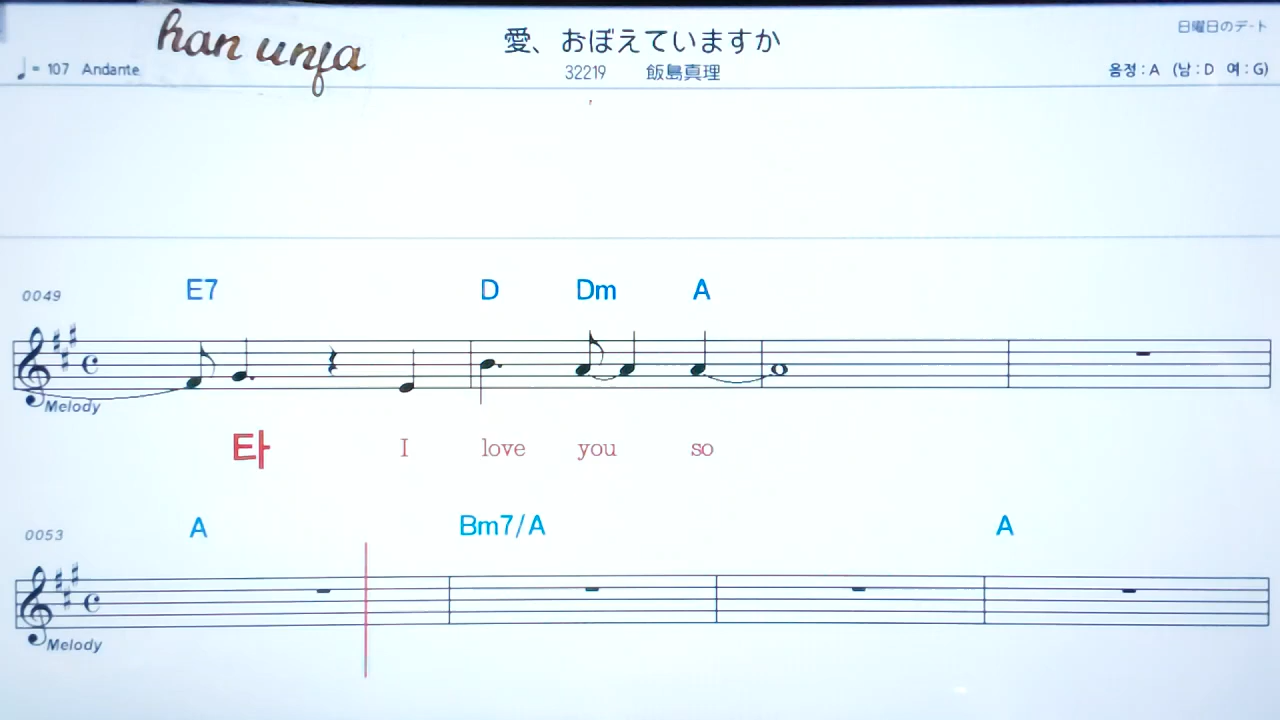 han unfa
愛、おぼえていますか
日曜日のデート
♩= 107 Andante
32219 飯島真理
음정 : A (남 : D 여 : G)
0049 E7 D Dm A
Melody
타 I love you so
0053 A Bm7/A A
Melody